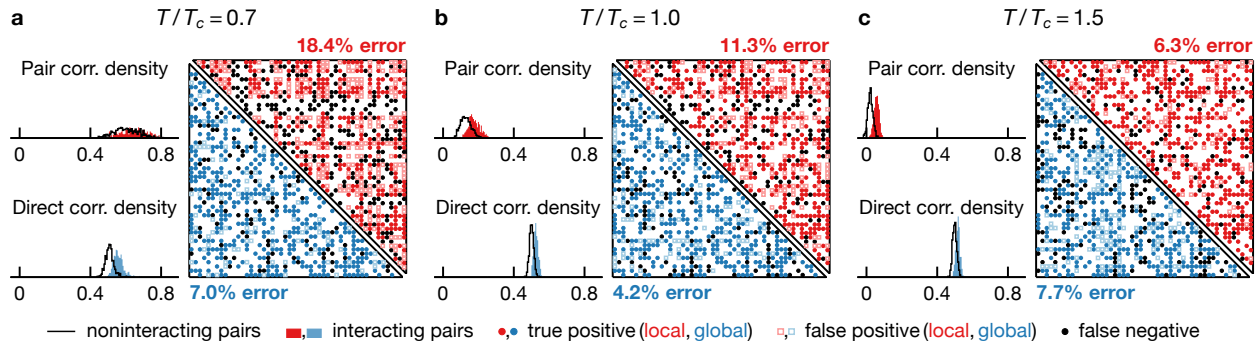 a T/Tc = 0.7
18.4% error
Pair corr. density
0 0.4 0.8
Direct corr. density
0 0.4 0.8
7.0% error
b T/Tc = 1.0
11.3% error
Pair corr. density
0 0.4 0.8
Direct corr. density
0 0.4 0.8
4.2% error
c T/Tc = 1.5
6.3% error
Pair corr. density
0 0.4 0.8
Direct corr. density
0 0.4 0.8
7.7% error
noninteracting pairs , interacting pairs , true positive (local, global) , false positive (local, global) false negative